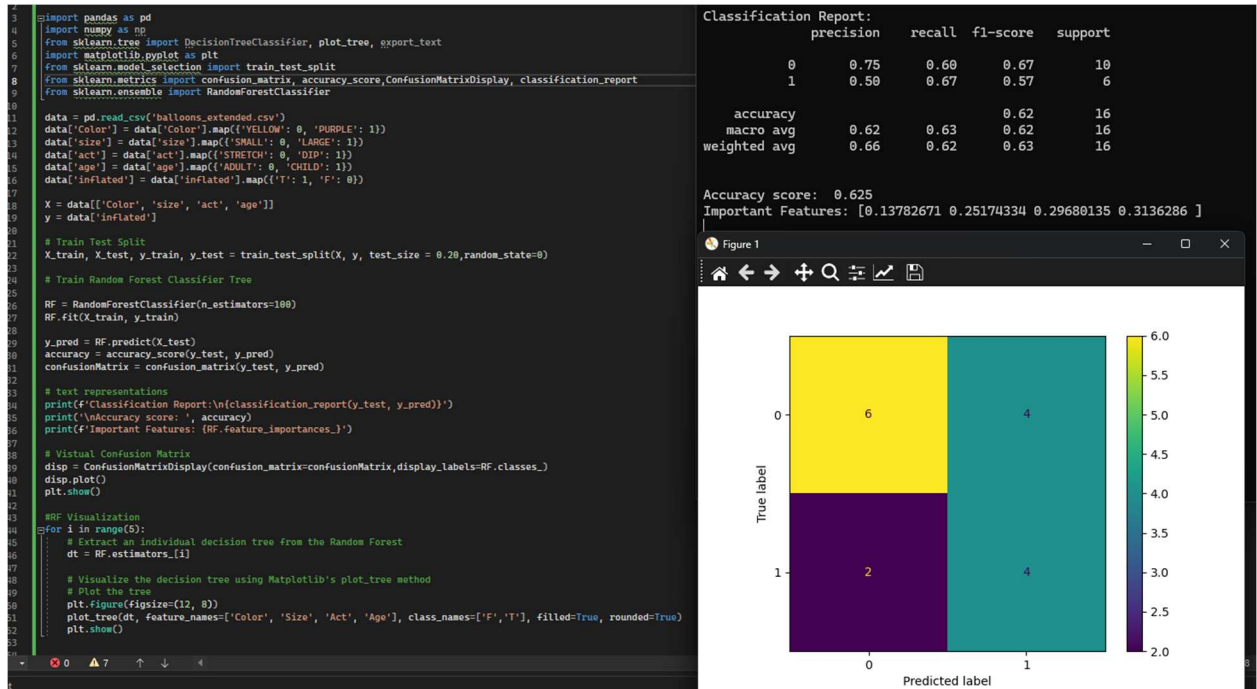 import pandas as pd
import numpy as np
from sklearn.tree import DecisionTreeClassifier, plot_tree, export_text
import matplotlib.pyplot as plt
from sklearn.model_selection import train_test_split
from sklearn.metrics import confusion_matrix, accuracy_score,ConfusionMatrixDisplay, classification_report
from sklearn.ensemble import RandomForestClassifier
data = pd.read_csv('balloons_extended.csv')
data['Color'] = data['Color'].map({'YELLOW': 0, 'PURPLE': 1})
data['size'] = data['size'].map({'SMALL': 0, 'LARGE': 1})
data['act'] = data['act'].map({'STRETCH': 0, 'DIP': 1})
data['age'] = data['age'].map({'ADULT': 0, 'CHILD': 1})
data['inflated'] = data['inflated'].map({'T': 1, 'F': 0})
X = data[['Color', 'size', 'act', 'age']]
y = data['inflated']
# Train Test Split
X_train, X_test, y_train, y_test = train_test_split(X, y, test_size = 0.20,random_state=0)
# Train Random Forest Classifier Tree
RF = RandomForestClassifier(n_estimators=100)
RF.fit(X_train, y_train)
y_pred = RF.predict(X_test)
accuracy = accuracy_score(y_test, y_pred)
confusionMatrix = confusion_matrix(y_test, y_pred)
# text representations
print(f'Classification Report:\n{classification_report(y_test, y_pred)}')
print('\nAccuracy score: ', accuracy)
print(f'Important Features: {RF.feature_importances_}')
# Vistual Confusion Matrix
disp = ConfusionMatrixDisplay(confusion_matrix=confusionMatrix,display_labels=RF.classes_)
disp.plot()
plt.show()
#RF Visualization
for i in range(5):
# Extract an individual decision tree from the Random Forest
dt = RF.estimators_[i]
# Visualize the decision tree using Matplotlib's plot_tree method
# Plot the tree
plt.figure(figsize=(12, 8))
plot_tree(dt, feature_names=['Color', 'Size', 'Act', 'Age'], class_names=['F','T'], filled=True, rounded=True)
plt.show()
0 7
Classification Report:
precision recall f1-score support
0 0.75 0.60 0.67 10
1 0.50 0.67 0.57 6
accuracy 0.62 16
macro avg 0.62 0.63 0.62 16
weighted avg 0.66 0.62 0.63 16
Accuracy score: 0.625
Important Features: [0.13782671 0.25174334 0.29680135 0.3136286 ]
Figure 1
6.0
5.5
5.0
4.5
4.0
3.5
3.0
2.5
2.0
0 6 4
True label
1 2 4
0 1
Predicted label